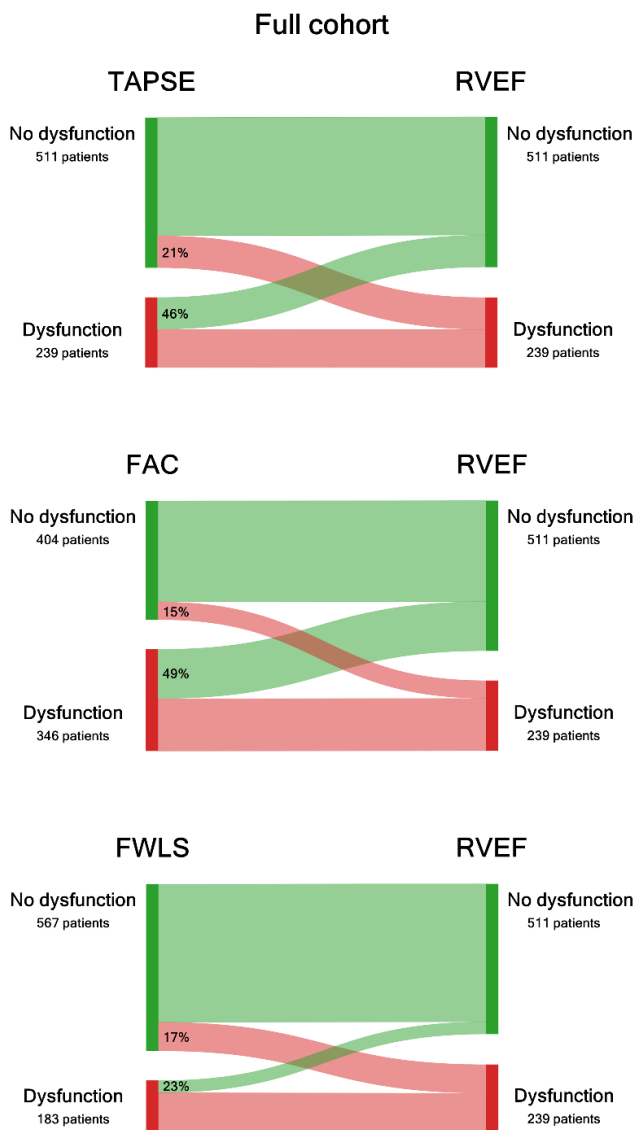 Full cohort
TAPSE RVEF
No dysfunction No dysfunction
511 patients 511 patients
21%
46%
Dysfunction Dysfunction
239 patients 239 patients
FAC RVEF
No dysfunction No dysfunction
404 patients 511 patients
15%
49%
Dysfunction Dysfunction
346 patients 239 patients
FWLS RVEF
No dysfunction No dysfunction
567 patients 511 patients
17%
23%
Dysfunction Dysfunction
183 patients 239 patients